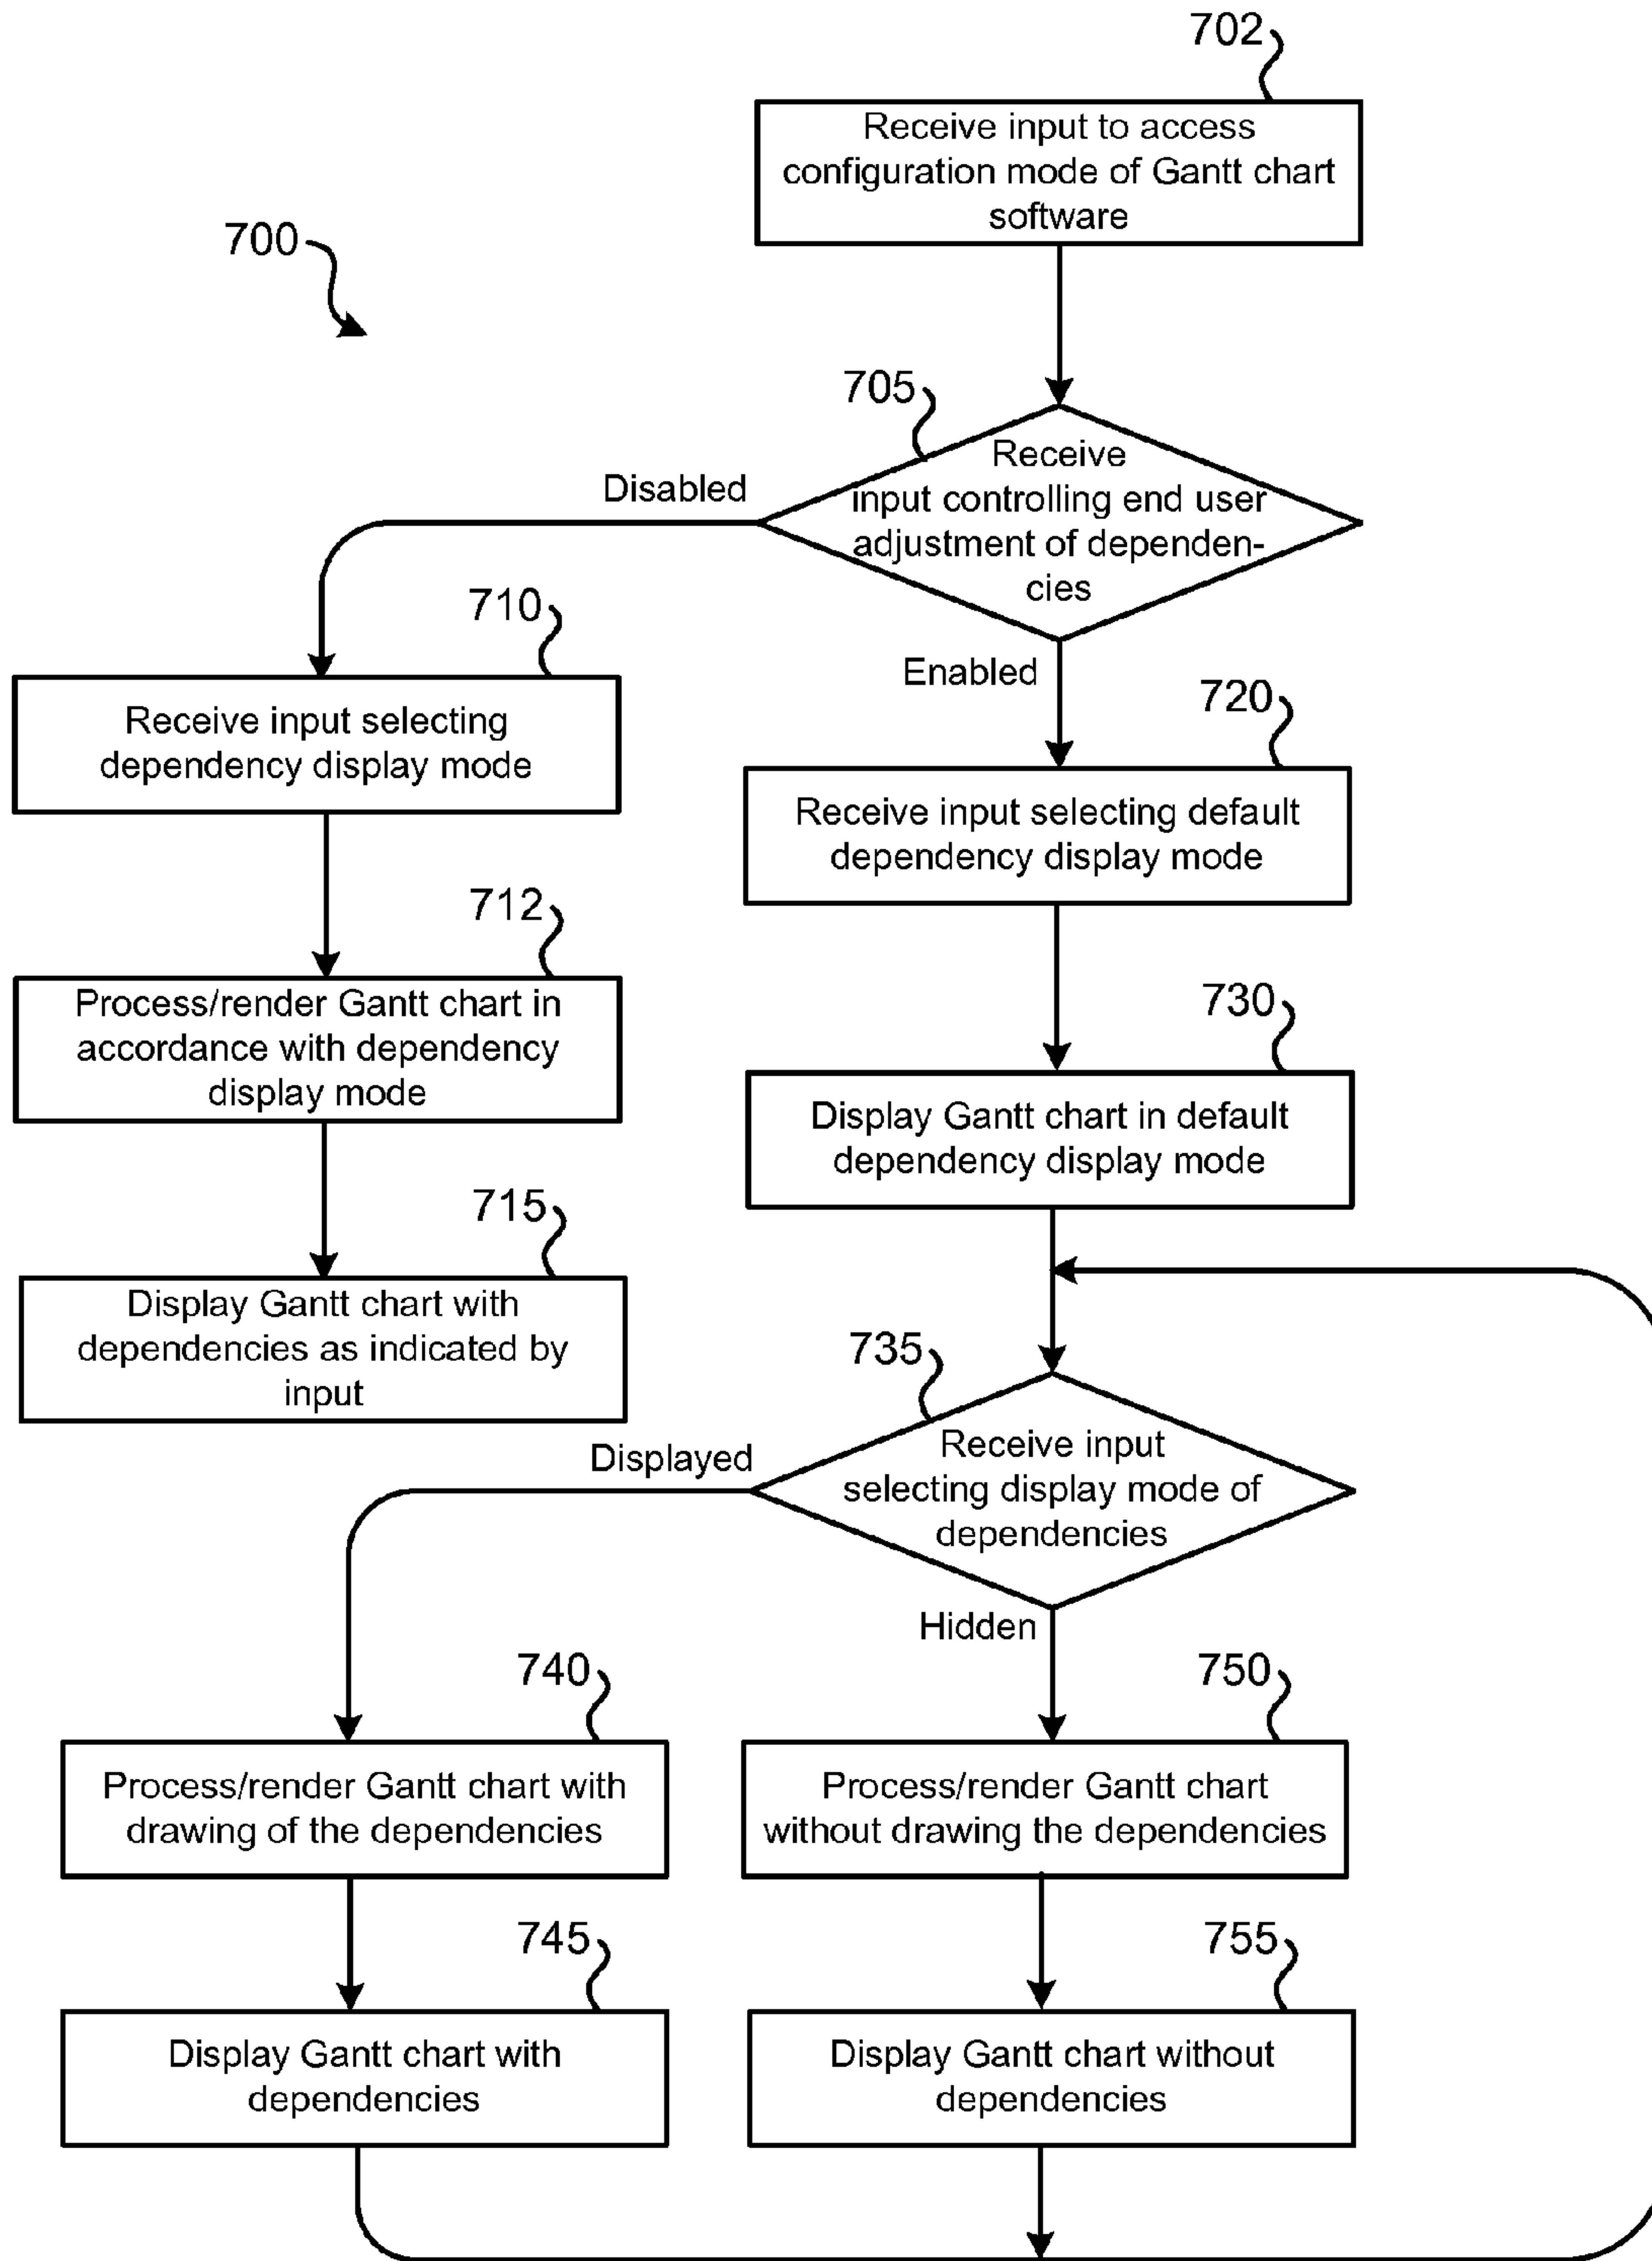 702
Receive input to access
configuration mode of Gantt chart
software
700
705
Receive
input controlling end user
adjustment of dependen-
cies
Disabled
Enabled
710
Receive input selecting
dependency display mode
720
Receive input selecting default
dependency display mode
712
Process/render Gantt chart in
accordance with dependency
display mode
730
Display Gantt chart in default
dependency display mode
715
Display Gantt chart with
dependencies as indicated by
input
735
Receive input
selecting display mode of
dependencies
Displayed
Hidden
740
Process/render Gantt chart with
drawing of the dependencies
750
Process/render Gantt chart
without drawing the dependencies
745
Display Gantt chart with
dependencies
755
Display Gantt chart without
dependencies